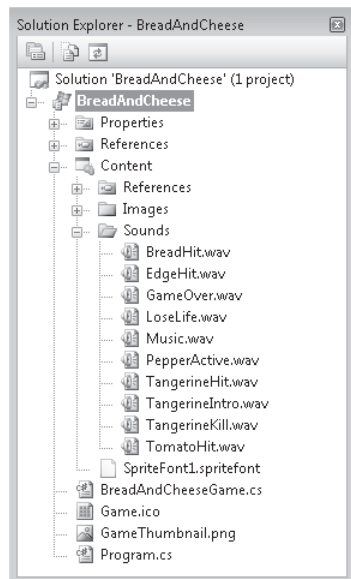 Solution Explorer - BreadAndCheese
Solution 'BreadAndCheese' (1 project)
BreadAndCheese
Properties
References
Content
References
Images
Sounds
BreadHit.wav
EdgeHit.wav
GameOver.wav
LoseLife.wav
Music.wav
PepperActive.wav
TangerineHit.wav
TangerineIntro.wav
TangerineKill.wav
TomatoHit.wav
SpriteFont1.spritefont
BreadAndCheeseGame.cs
Game.ico
GameThumbnail.png
Program.cs